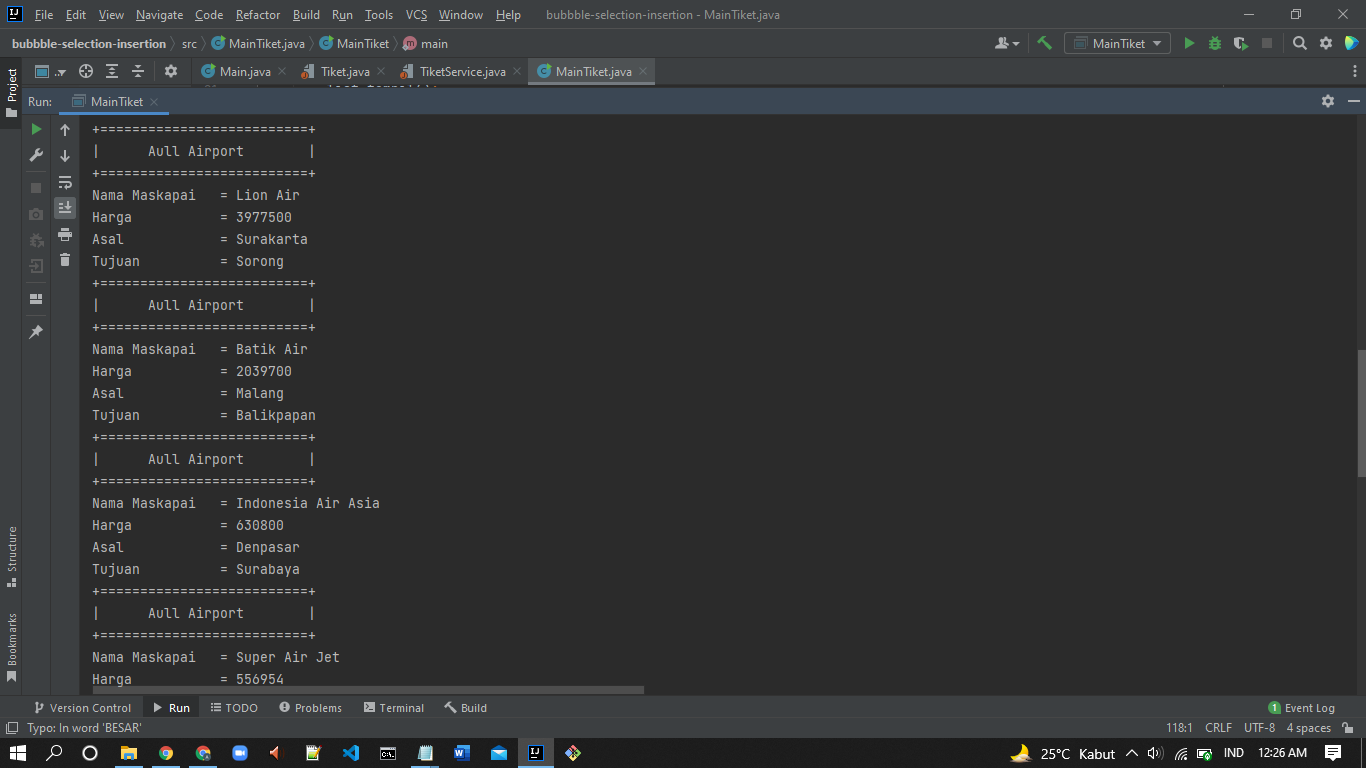 File Edit View Navigate Code Refactor Build Run Tools VCS Window Help bubbble-selection-insertion - MainTiket.java
bubbble-selection-insertion src MainTiket.java MainTiket main MainTiket
Project Main.java Tiket.java TiketService.java MainTiket.java
Run: MainTiket
+==========================+
| Aull Airport |
+==========================+
Nama Maskapai = Lion Air
Harga = 3977500
Asal = Surakarta
Tujuan = Sorong
+==========================+
| Aull Airport |
+==========================+
Nama Maskapai = Batik Air
Harga = 2039700
Asal = Malang
Tujuan = Balikpapan
+==========================+
| Aull Airport |
+==========================+
Nama Maskapai = Indonesia Air Asia
Harga = 630800
Asal = Denpasar
Tujuan = Surabaya
+==========================+
| Aull Airport |
+==========================+
Nama Maskapai = Super Air Jet
Harga = 556954
Structure
Bookmarks
Version Control Run TODO Problems Terminal Build 1 Event Log
Typo: In word 'BESAR' 118:1 CRLF UTF-8 4 spaces
25°C Kabut IND 12:26 AM